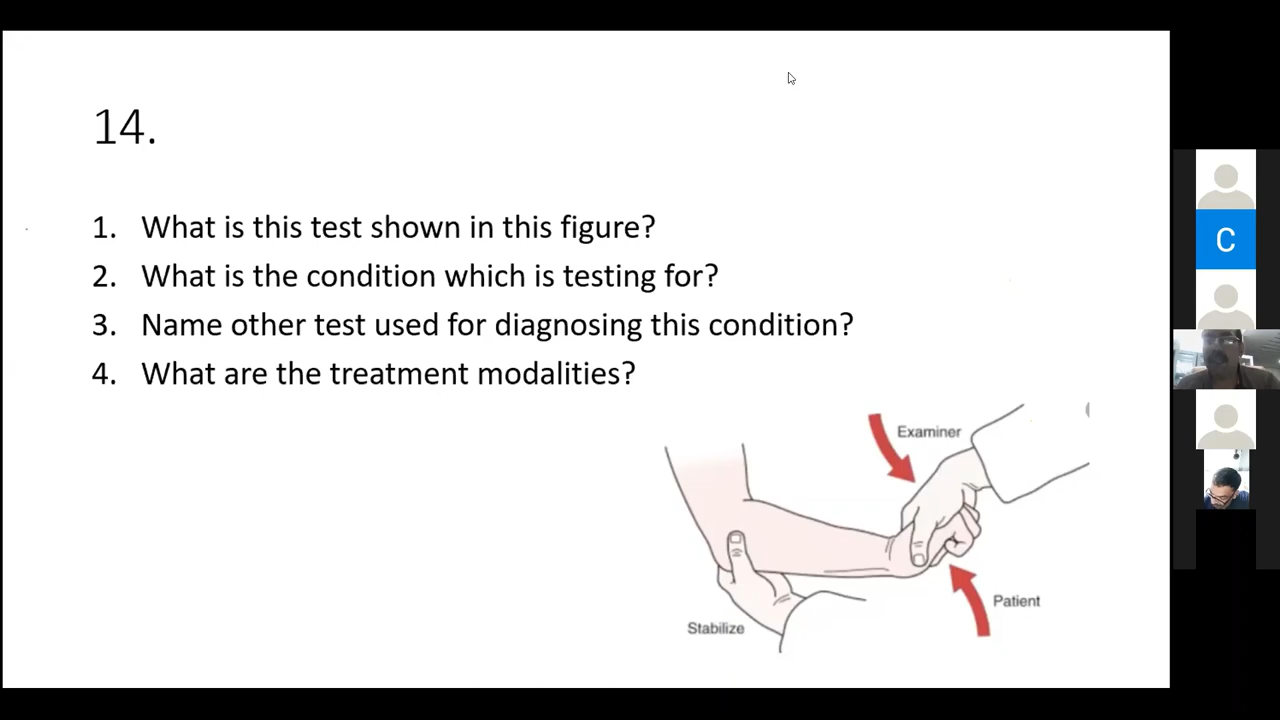 14.
1. What is this test shown in this figure?
2. What is the condition which is testing for?
3. Name other test used for diagnosing this condition?
4. What are the treatment modalities?
Examiner
Patient
Stabilize
C